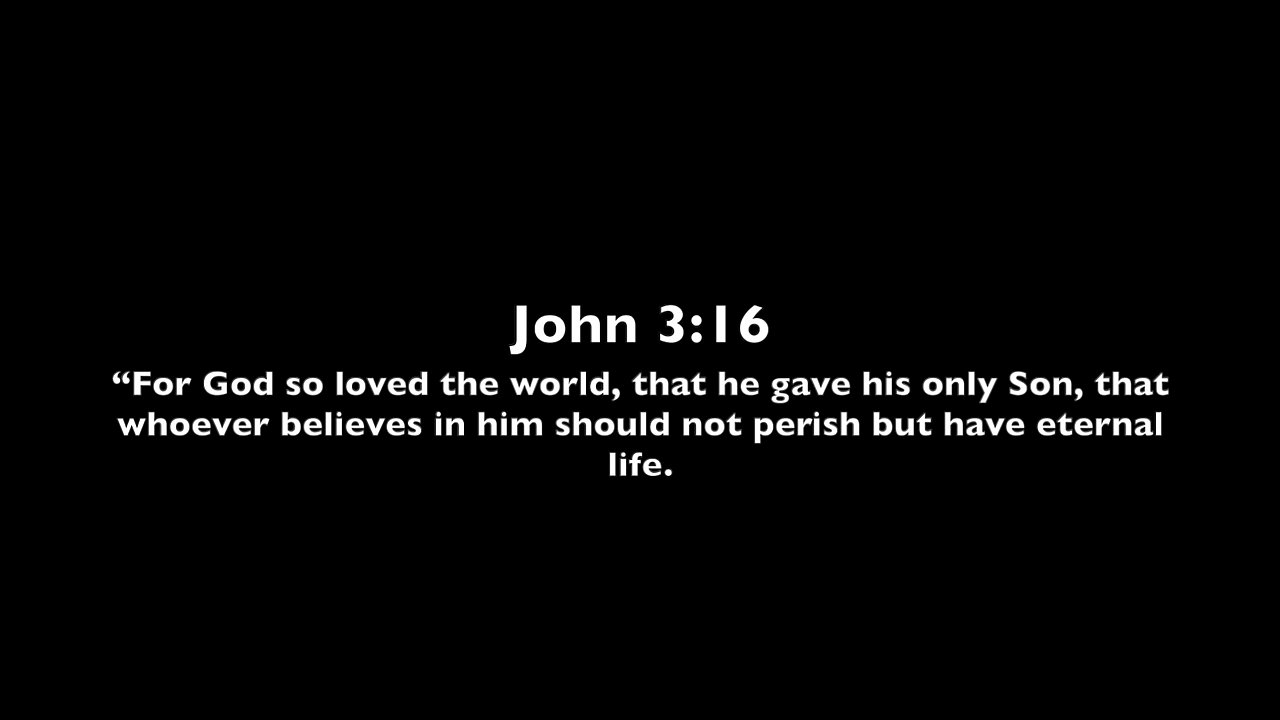 John 3:16
“For God so loved the world, that he gave his only Son, that
whoever believes in him should not perish but have eternal
life.